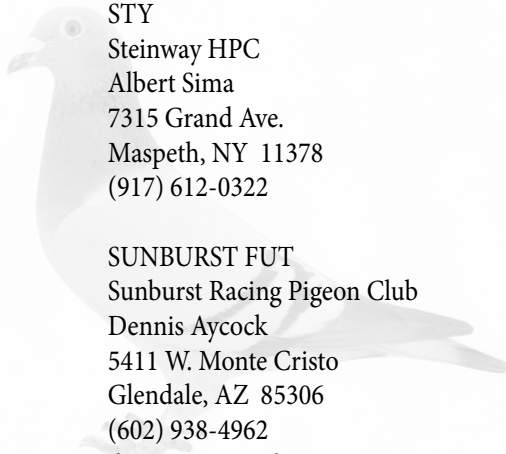 STY
Steinway HPC
Albert Sima
7315 Grand Ave.
Maspeth, NY 11378
(917) 612-0322
SUNBURST FUT
Sunburst Racing Pigeon Club
Dennis Aycock
5411 W. Monte Cristo
Glendale, AZ 85306
(602) 938-4962